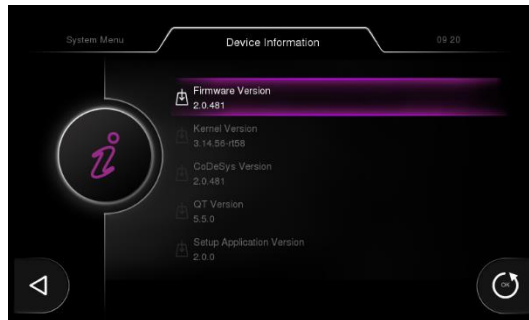 System Menu
Device Information
09 20
Firmware Version
2.0.481
Kernel Version
3.14.56-rt58
CoDeSys Version
2.0.481
QT Version
5.5.0
Setup Application Version
2.0.0
OK